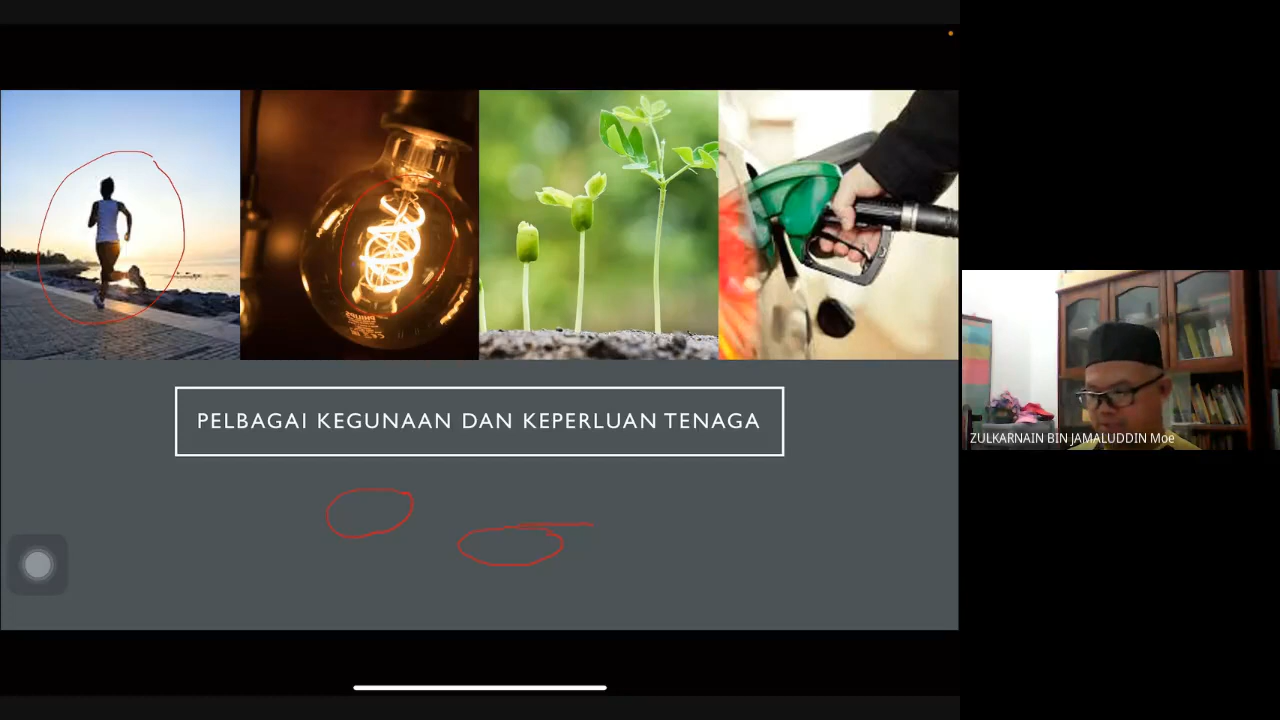 PELBAGAI KEGUNAAN DAN KEPERLUAN TENAGA
ZULKARNAIN BIN JAMALUDDIN Moe